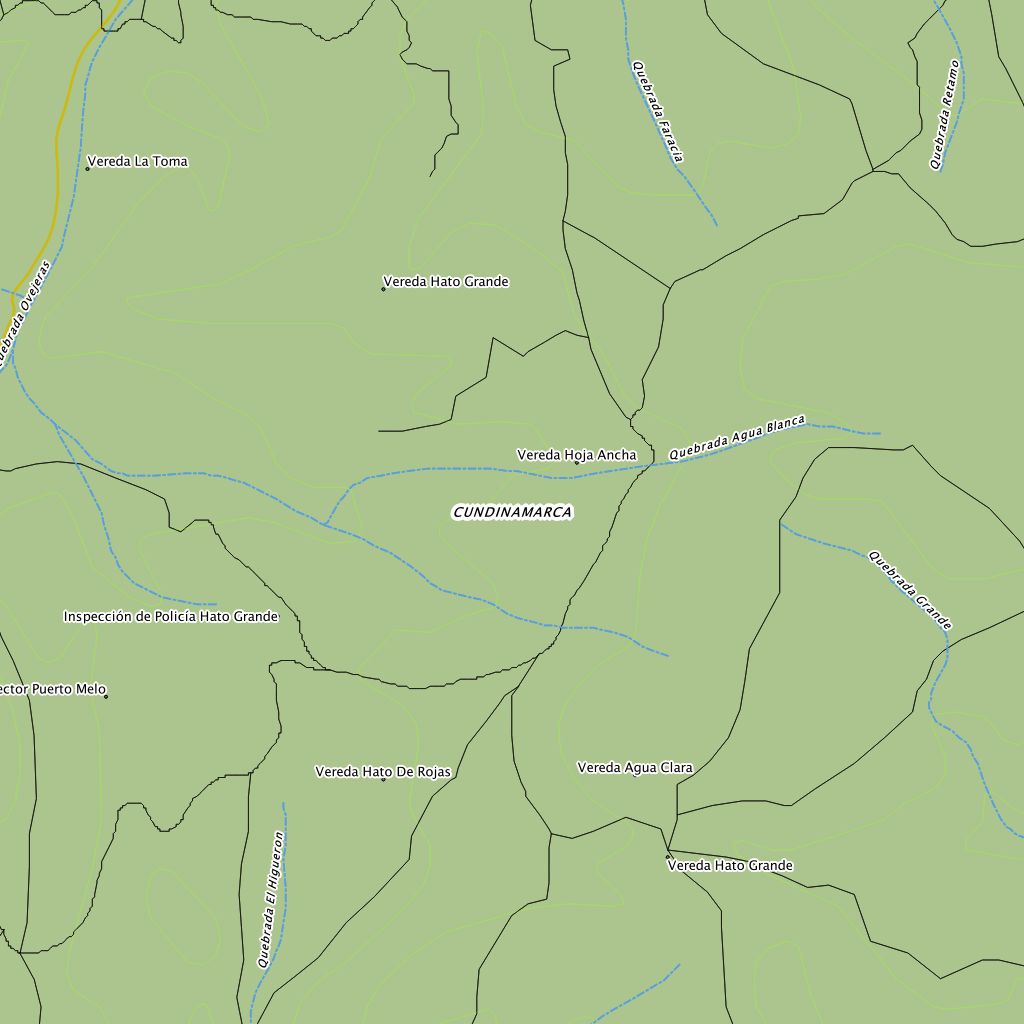 Quebrada Faracia
Quebrada Retamo
Vereda La Toma
Vereda Hato Grande
Quebrada Ovejeras
Quebrada Agua Blanca
Vereda Hoja Ancha
CUNDINAMARCA
Quebrada Grande
Inspección de Policía Hato Grande
ector Puerto Melo
Vereda Hato De Rojas
Vereda Agua Clara
Quebrada El Higueron
Vereda Hato Grande